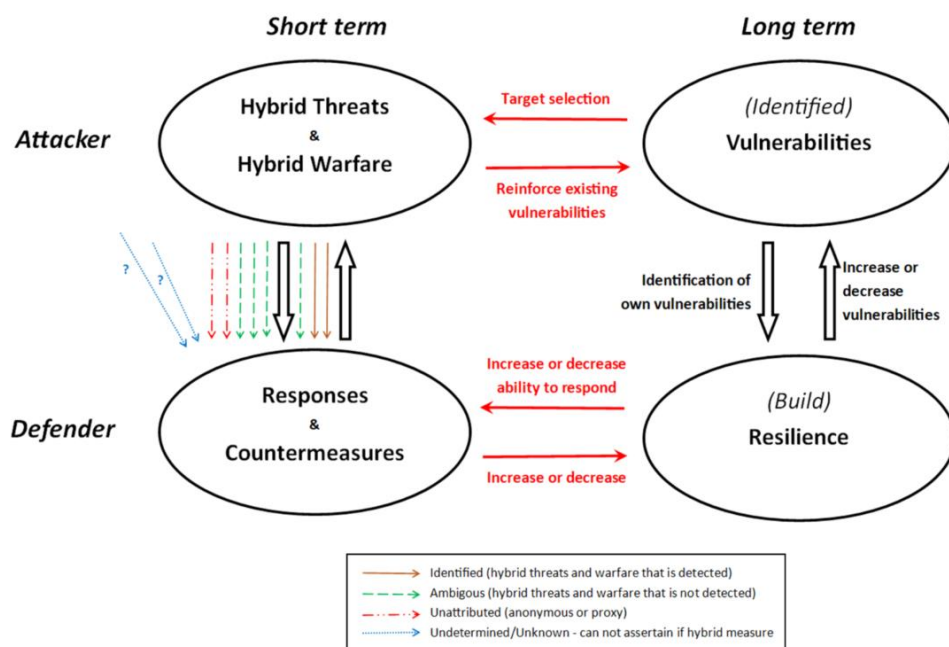 Short term
Long term
Attacker
Hybrid Threats
&
Hybrid Warfare
Target selection
Reinforce existing
vulnerabilities
(Identified)
Vulnerabilities
?
?
Identification of
own vulnerabilities
Increase or
decrease
vulnerabilities
Defender
Responses
&
Countermeasures
Increase or decrease
ability to respond
Increase or decrease
(Build)
Resilience
Identified (hybrid threats and warfare that is detected)
Ambigous (hybrid threats and warfare that is not detected)
Unattributed (anonymous or proxy)
Undetermined/Unknown - can not assertain if hybrid measure